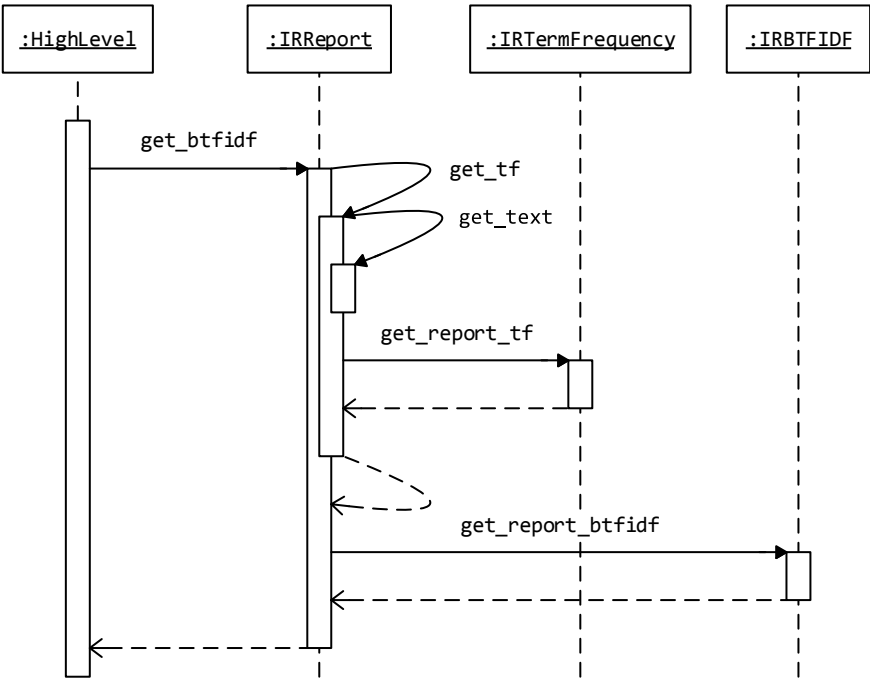 :HighLevel
:IRReport
:IRTermFrequency
:IRBTFIDF
get_btfidf
get_tf
get_text
get_report_tf
get_report_btfidf